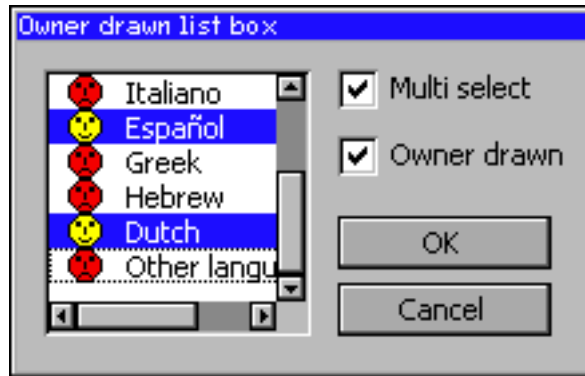 Owner drawn list box
Italiano
Español
Greek
Hebrew
Dutch
Other langu
Multi select
Owner drawn
OK
Cancel